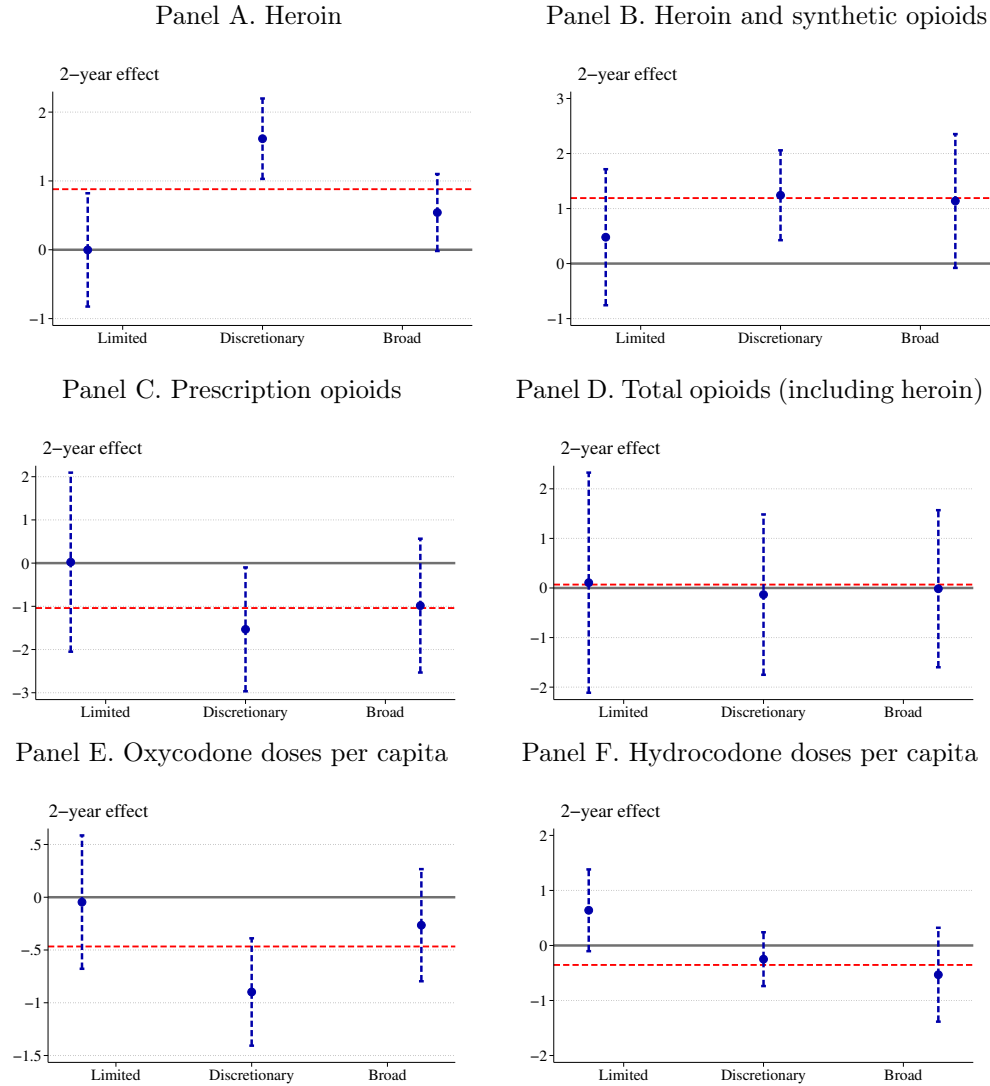 Panel A. Heroin
2−year effect
2
1
0
−1
Limited Discretionary Broad
Panel B. Heroin and synthetic opioids
2−year effect
3
2
1
0
−1
Limited Discretionary Broad
Panel C. Prescription opioids
2−year effect
2
1
0
−1
−2
−3
Limited Discretionary Broad
Panel D. Total opioids (including heroin)
2−year effect
2
1
0
−1
−2
Limited Discretionary Broad
Panel E. Oxycodone doses per capita
2−year effect
.5
0
−.5
−1
−1.5
Limited Discretionary Broad
Panel F. Hydrocodone doses per capita
2−year effect
2
1
0
−1
−2
Limited Discretionary Broad